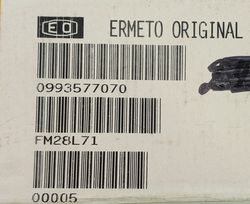 EO ERMETO ORIGINAL
0993577070
FM28L71
00005